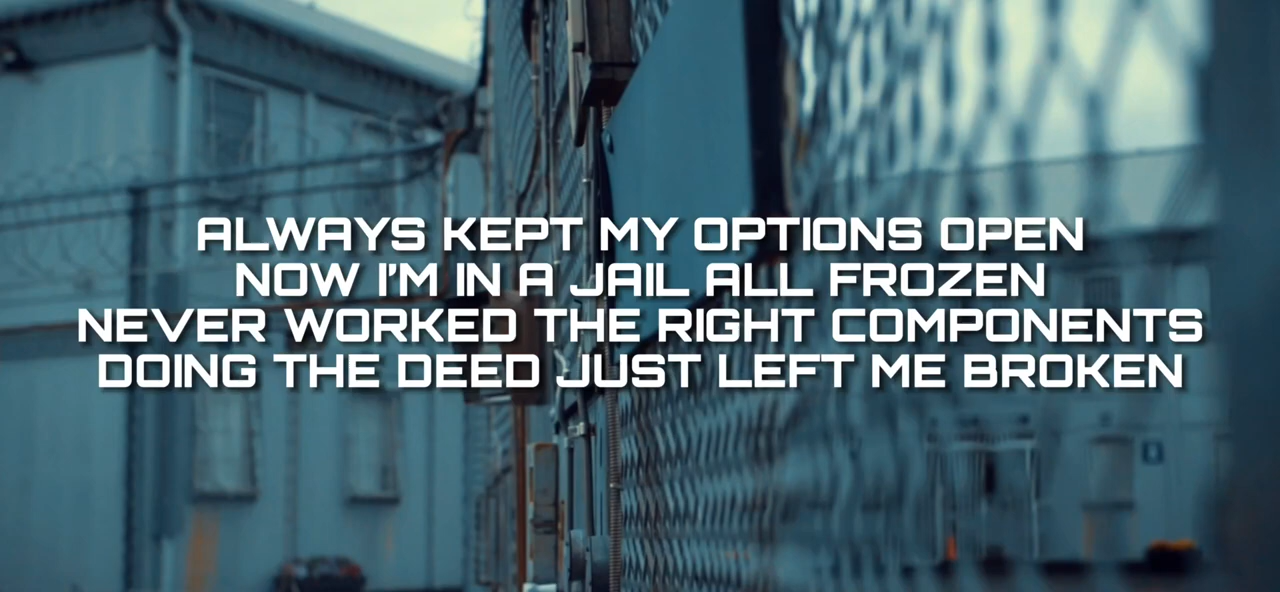 ALWAYS KEPT MY OPTIONS OPEN
NOW I'M IN A JAIL ALL FROZEN
NEVER WORKED THE RIGHT COMPONENTS
DOING THE DEED JUST LEFT ME BROKEN